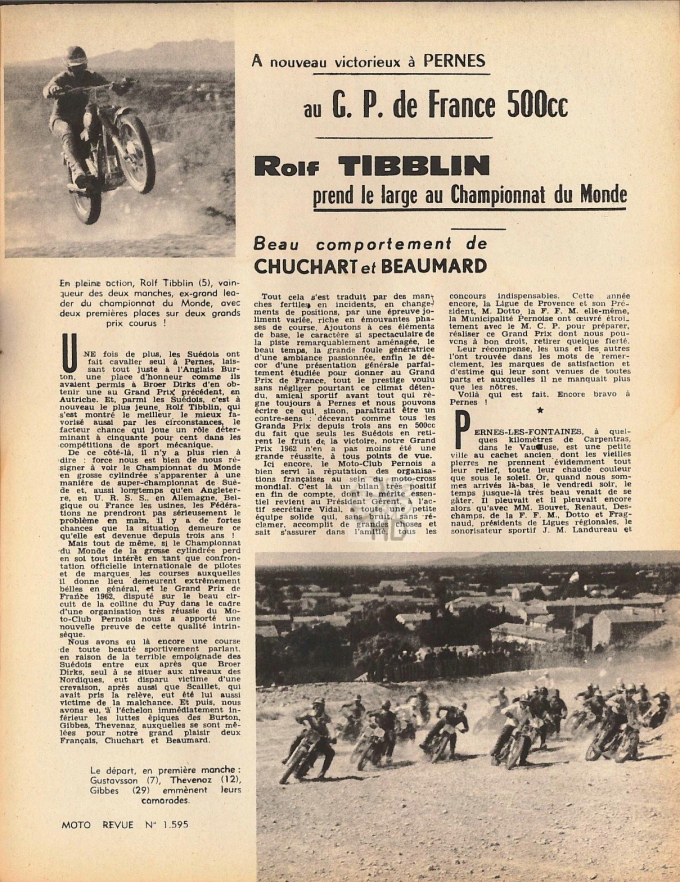 A nouveau victorieux à PERNES
au G. P. de France 500cc
Rolf TIBBLIN
prend le large au Championnat du Monde
Beau comportement de
CHUCHART et BEAUMARD
En pleine action, Rolf Tibblin (5), vain-
queur des deux manches, ex-grand lea-
der du championnat du Monde, avec
deux premières places sur deux grands
prix courus !
UNE fois de plus, les Suédois ont
fait cavalier seul à Pernes, lais-
sant tout juste à l'Anglais Bur-
ton, une place d'honneur comme ils
avaient permis à Broer Dirks d'en ob-
tenir une au Grand Prix précédent, en
Autriche. Et, parmi les Suédois, c'est à
nouveau le plus jeune, Rolf Tibblin, qui
s'est montré le meilleur, le mieux fa-
vorisé aussi par les circonstances, le
facteur chance qui joue un rôle déter-
minant à cinquante pour cent dans les
compétitions de sport mécanique.
De ce côté-là, il n'y a plus rien à
dire : force nous est bien de nous ré-
signer à voir le Championnat du Monde
en grosse cylindrée s'apparenter à une
manière de super-championnat de Suè-
de et, aussi longtemps qu'en Angleter-
re, en U. R. S. S., en Allemagne, Bel-
gique ou France les usines, les Fédéra-
tions ne prendront pas sérieusement le
problème en main, il y a de fortes
chances que la situation demeure ce
qu'elle est devenue depuis trois ans !
Mais tout de même, si le Championnat
du Monde de la grosse cylindrée perd
en soi tout intérêt en tant que confron-
tation officielle internationale de pilotes
et de marques, les courses auxquelles
il donne lieu demeurent extrêmement
belles en général, et le Grand Prix de
France 1962, disputé sur le beau cir-
cuit de la colline du Puy dans le cadre
d'une organisation très réussie du Mo-
to-Club Pernois nous a apporté une
nouvelle preuve de cette qualité intrin-
sèque.
Nous avons eu là encore une course
de toute beauté sportivement parlant,
en raison de la terrible empoignade des
Suédois entre eux après que Broer
Dirks, seul à se situer aux niveaux des
Nordiques, eut disparu victime d'une
crevaison, après aussi que Scaillet, qui
avait pris la relève, eut été lui aussi
victime de la malchance. Et puis, nous
avons eu, à l'échelon immédiatement in-
férieur les luttes épiques des Burton,
Gibbes, Thevenaz auxquelles se sont mê-
lées pour notre grand plaisir deux
Français, Chuchart et Beaumard.
Le départ, en première manche :
Gustavsson (7), Thevenoz (12),
Gibbes (29) emmènent leurs
camarades.
MOTO REVUE N° 1.595
Tout cela s'est traduit par des man-
ches fertiles en incidents, en change-
ments de positions, par une épreuve jo-
liment variée, riche en émouvantes pha-
ses de course. Ajoutons à ces éléments
de base, le caractère si spectaculaire de
la piste remarquablement aménagée, le
beau temps, la grande foule génératrice
d'une ambiance passionnée, enfin le dé-
cor d'une présentation générale parfai-
tement étudiée pour donner au Grand
Prix de France, tout le prestige voulu
sans négliger pourtant ce climat déten-
du, amical sportif avant tout qui rè-
gne toujours à Pernes et nous pouvons
écrire ce qui, sinon, paraîtrait être un
contre-sens : décevant comme tous les
Grands Prix depuis trois ans en 500cc
du fait que seuls les Suédois en reti-
rent le fruit de la victoire, notre Grand
Prix 1962 n'en a pas moins été une
grande réussite, à tous points de vue.
Ici encore, le Moto-Club Pernois a
bien servi la réputation des organisa-
tions françaises au sein du moto-cross
mondial. C'est là un bilan très positif
en fin de compte, dont le mérite essen-
tiel revient au Président Gérent, à l'ac-
tif secrétaire Vidal, à toute une petite
équipe solide qui, sans bruit, sans ré-
clamer, accomplit de grandes choses et
sait s'assurer dans l'amitié tous les
concours indispensables. Cette année
encore, la Ligue de Provence et son Pré-
sident, M. Dotto, la F. F. M. elle-même,
la Municipalité Pernoise ont œuvré étroi-
tement avec le M. C. P. pour préparer,
réaliser ce Grand Prix dont nous pou-
vons à bon droit, retirer quelque fierté.
Leur récompense, les uns et les autres
l'ont trouvée dans les mots de remer-
ciement, les marques de satisfaction et
d'estime qui leur sont venues de toutes
parts et auxquelles il ne manquait plus
que les nôtres.
Voilà qui est fait. Encore bravo à
Pernes !
PERNES-LES-FONTAINES, à quel-
ques kilomètres de Carpentras,
dans le Vaucluse, est une petite
ville au cachet ancien, dont les vieilles
pierres ne prennent évidemment tout
leur relief, toute leur chaude couleur
que sous le soleil. Or, quand nous som-
mes arrivés là-bas, le vendredi soir, le
temps jusque-là très beau venait de se
gâter. Il pleuvait et il pleuvait encore
alors qu'avec MM. Bouvet, Renaut, Des-
champs, de la F. F. M., Dotto et Frag-
naud, présidents de Ligues régionales, le
sonorisateur sportif J. M. Landureau et